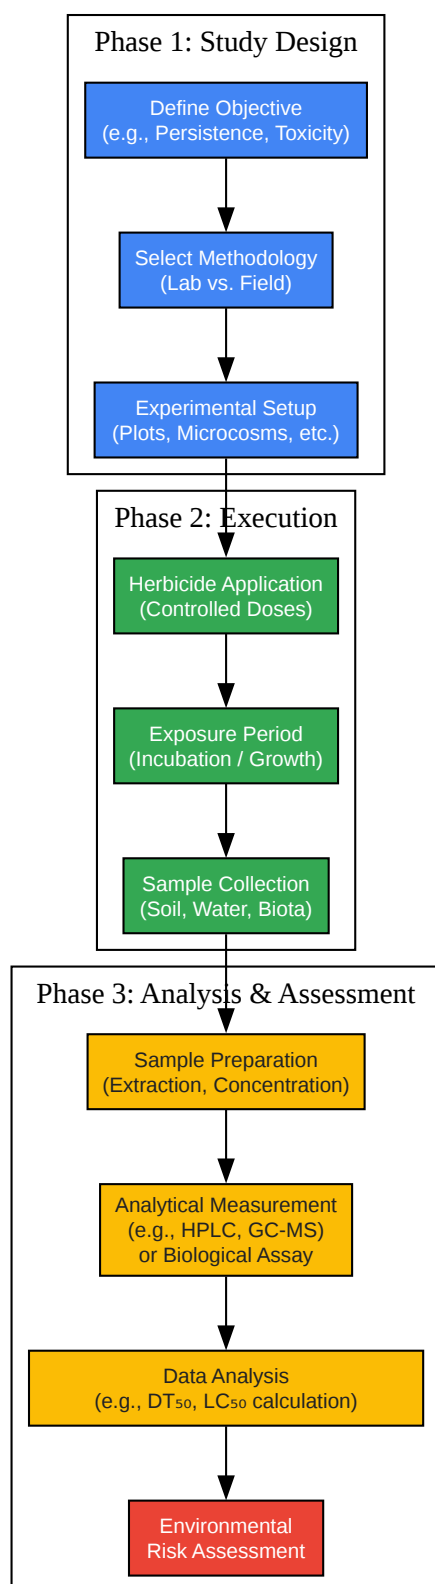 Phase 1: Study Design
Define Objective
(e.g., Persistence, Toxicity)
Select Methodology
(Lab vs. Field)
Experimental Setup
(Plots, Microcosms, etc.)
Phase 2: Execution
Herbicide Application
(Controlled Doses)
Exposure Period
(Incubation / Growth)
Sample Collection
(Soil, Water, Biota)
Phase 3: Analysis & Assessment
Sample Preparation
(Extraction, Concentration)
Analytical Measurement
(e.g., HPLC, GC-MS)
or Biological Assay
Data Analysis
(e.g., DT₅₀, LC₅₀ calculation)
Environmental
Risk Assessment